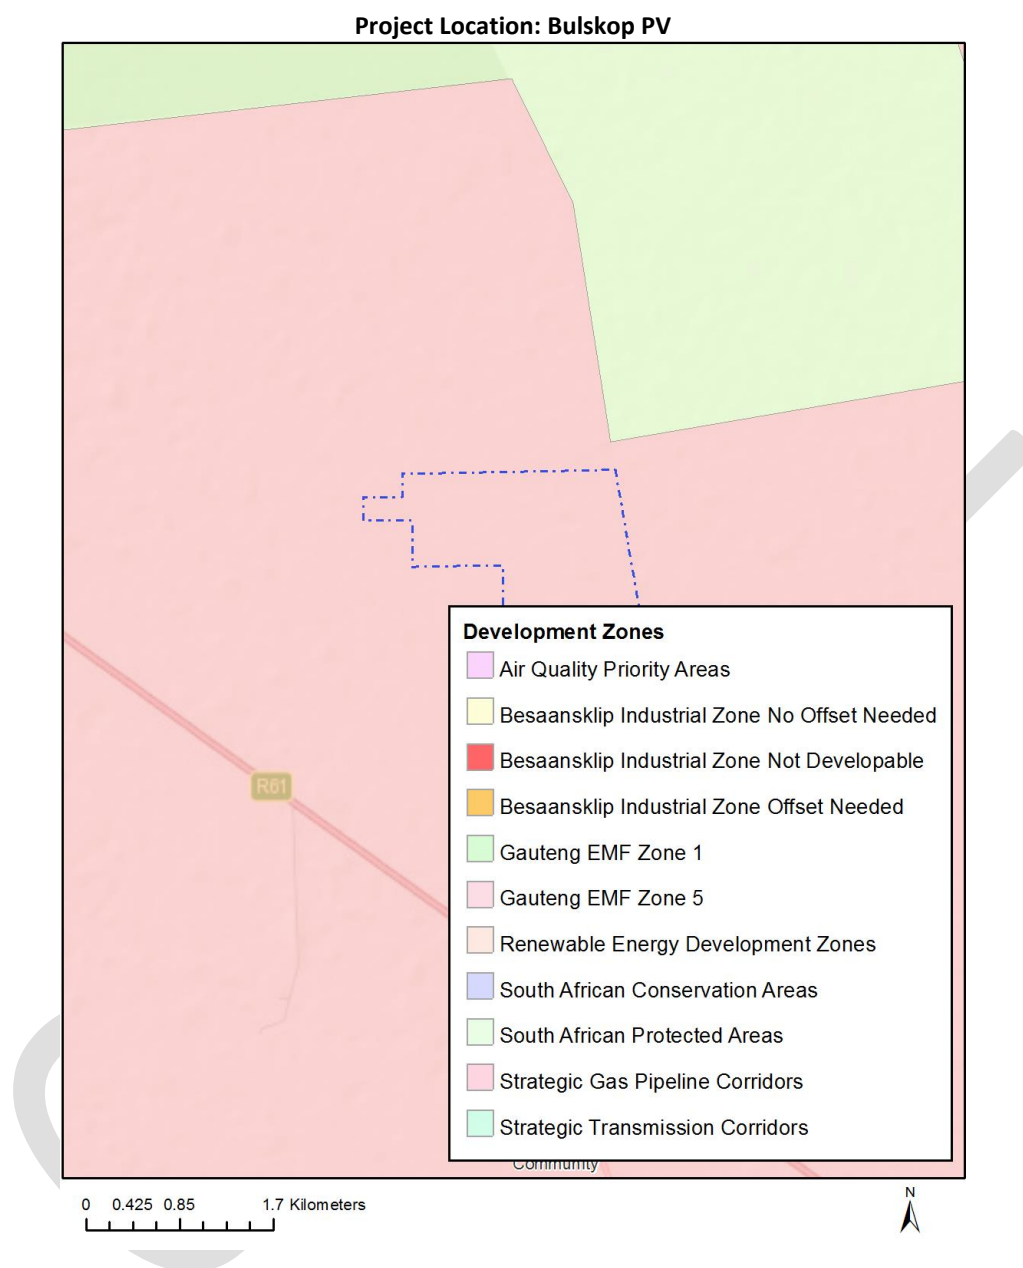 Project Location: Bulskop PV
R61
Development Zones
Air Quality Priority Areas
Besaansklip Industrial Zone No Offset Needed
Besaansklip Industrial Zone Not Developable
Besaansklip Industrial Zone Offset Needed
Gauteng EMF Zone 1
Gauteng EMF Zone 5
Renewable Energy Development Zones
South African Conservation Areas
South African Protected Areas
Strategic Gas Pipeline Corridors
Strategic Transmission Corridors
Community
0 0.425 0.85 1.7 Kilometers
N